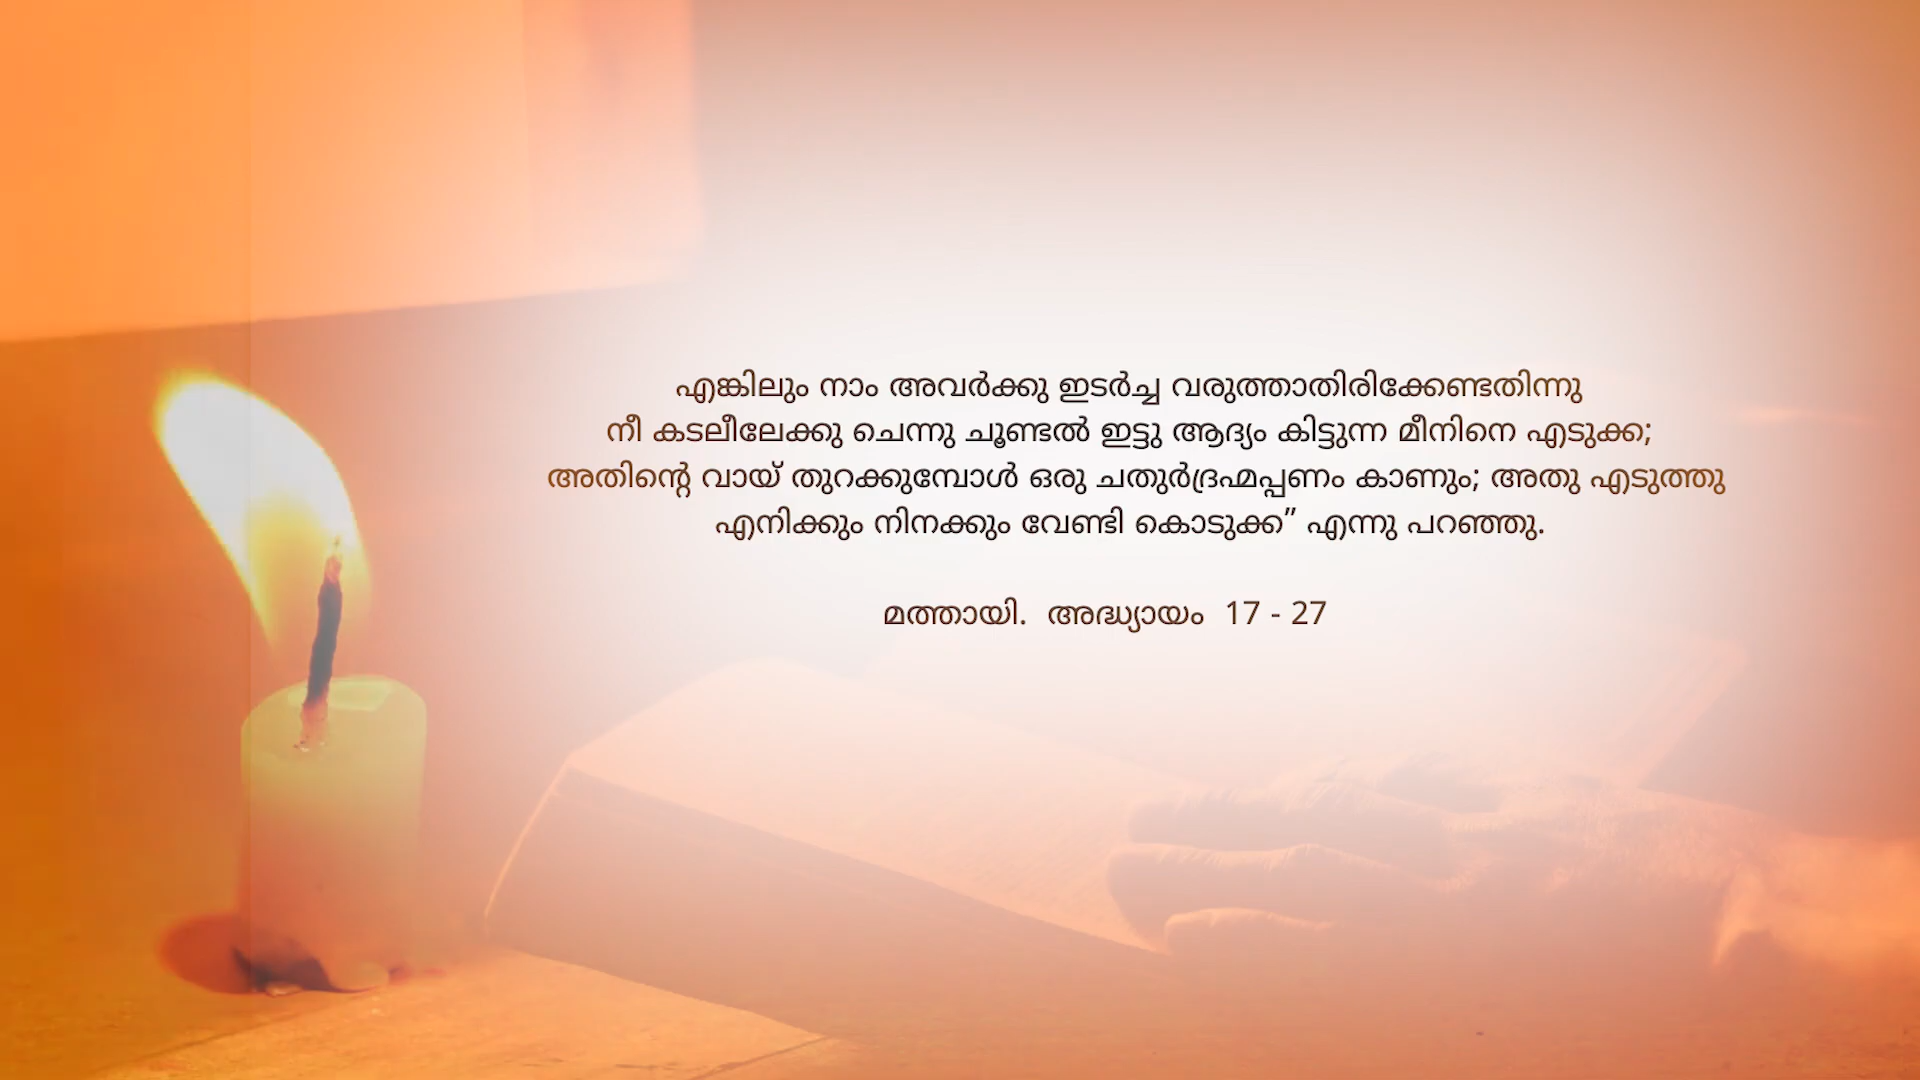 എങ്കിലും നാം അവർക്കു ഇടർച്ച വരുത്താതിരിക്കേണ്ടതിന്നു
നീ കടലീലേക്കു ചെന്നു ചൂണ്ടൽ ഇട്ടു ആദ്യം കിട്ടുന്ന മീനിനെ എടുക്ക;
അതിന്റെ വായ് തുറക്കുമ്പോൾ ഒരു ചതുർദ്രഹ്മപ്പണം കാണും; അതു എടുത്തു
എനിക്കും നിനക്കും വേണ്ടി കൊടുക്ക” എന്നു പറഞ്ഞു.
മത്തായി. അദ്ധ്യായം 17 - 27